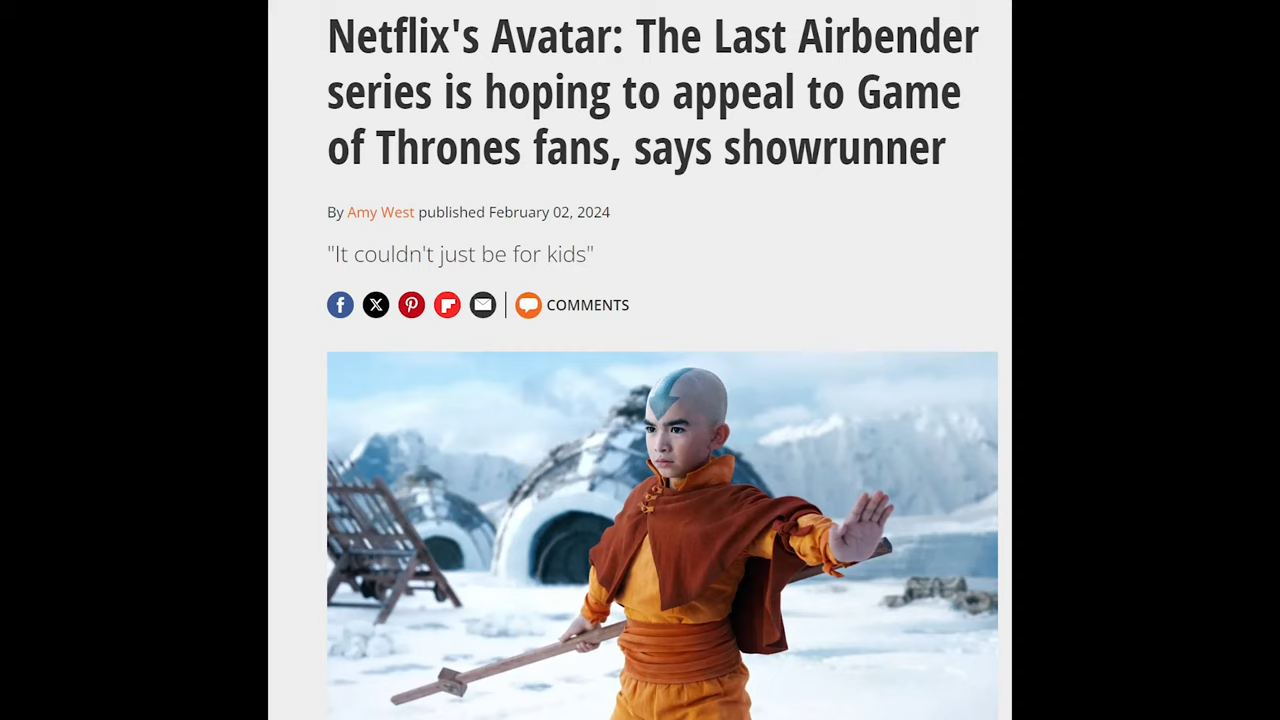 Netflix's Avatar: The Last Airbender
series is hoping to appeal to Game
of Thrones fans, says showrunner
By Amy West published February 02, 2024
"It couldn't just be for kids"
COMMENTS